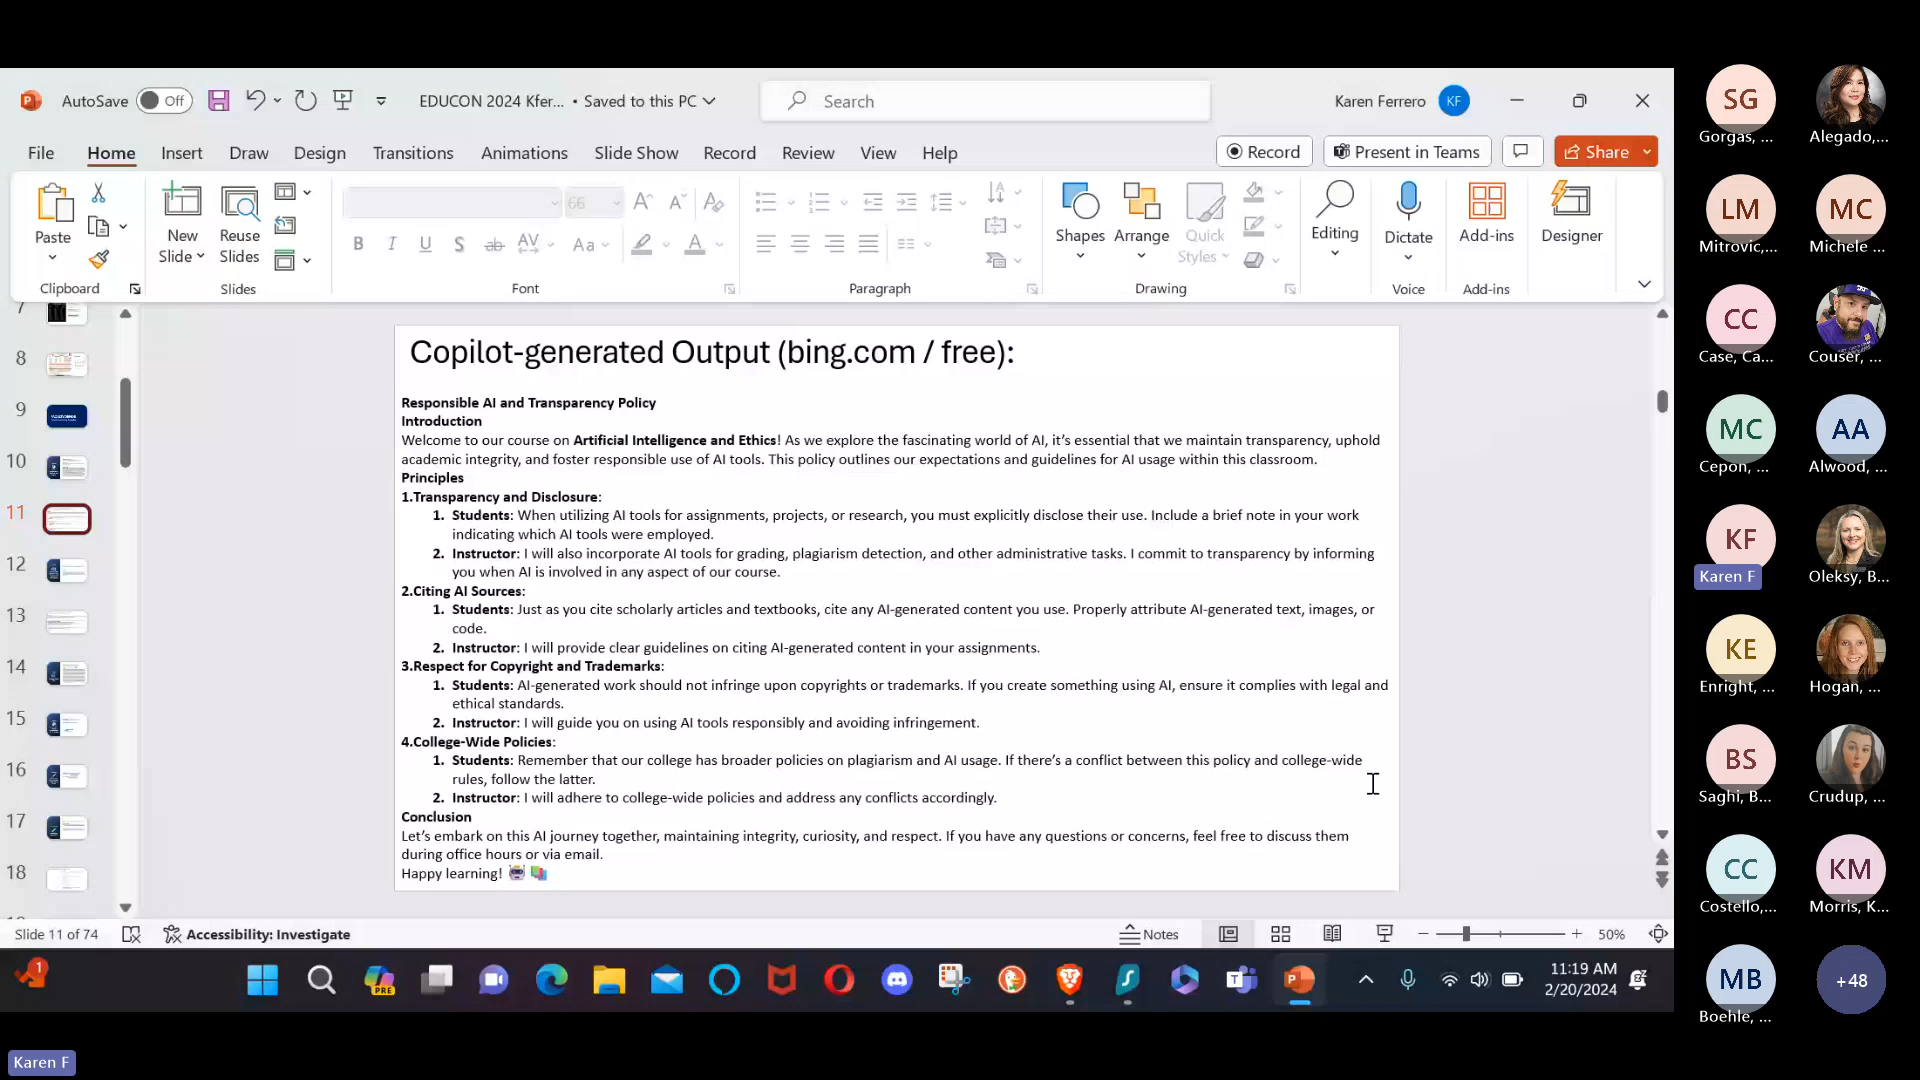 AutoSave Off EDUCON 2024 Kfer... • Saved to this PC Search Karen Ferrero KF
File Home Insert Draw Design Transitions Animations Slide Show Record Review View Help Record Present in Teams Share
Paste New Slide Reuse Slides 66 Shapes Arrange Quick Styles Editing Dictate Add-ins Designer
Clipboard Slides Font Paragraph Drawing Voice Add-ins
7
8
9
10
11
12
13
14
15
16
17
18
Copilot-generated Output (bing.com / free):
Responsible AI and Transparency Policy
Introduction
Welcome to our course on Artificial Intelligence and Ethics! As we explore the fascinating world of AI, it's essential that we maintain transparency, uphold
academic integrity, and foster responsible use of AI tools. This policy outlines our expectations and guidelines for AI usage within this classroom.
Principles
1.Transparency and Disclosure:
1. Students: When utilizing AI tools for assignments, projects, or research, you must explicitly disclose their use. Include a brief note in your work
indicating which AI tools were employed.
2. Instructor: I will also incorporate AI tools for grading, plagiarism detection, and other administrative tasks. I commit to transparency by informing
you when AI is involved in any aspect of our course.
2.Citing AI Sources:
1. Students: Just as you cite scholarly articles and textbooks, cite any AI-generated content you use. Properly attribute AI-generated text, images, or
code.
2. Instructor: I will provide clear guidelines on citing AI-generated content in your assignments.
3.Respect for Copyright and Trademarks:
1. Students: AI-generated work should not infringe upon copyrights or trademarks. If you create something using AI, ensure it complies with legal and
ethical standards.
2. Instructor: I will guide you on using AI tools responsibly and avoiding infringement.
4.College-Wide Policies:
1. Students: Remember that our college has broader policies on plagiarism and AI usage. If there's a conflict between this policy and college-wide
rules, follow the latter.
2. Instructor: I will adhere to college-wide policies and address any conflicts accordingly.
Conclusion
Let's embark on this AI journey together, maintaining integrity, curiosity, and respect. If you have any questions or concerns, feel free to discuss them
during office hours or via email.
Happy learning!
Slide 11 of 74 Accessibility: Investigate Notes 50%
1 PRE 11:19 AM
2/20/2024
Karen F
SG
Gorgas, ... Alegado,...
LM MC
Mitrovic,... Michele ...
CC
Case, Ca... Couser, ...
MC AA
Cepon, ... Alwood, ...
KF
Karen F Oleksy, B...
KE
Enright, ... Hogan, ...
BS
Saghi, B... Crudup, ...
CC KM
Costello,... Morris, K...
MB +48
Boehle, ...